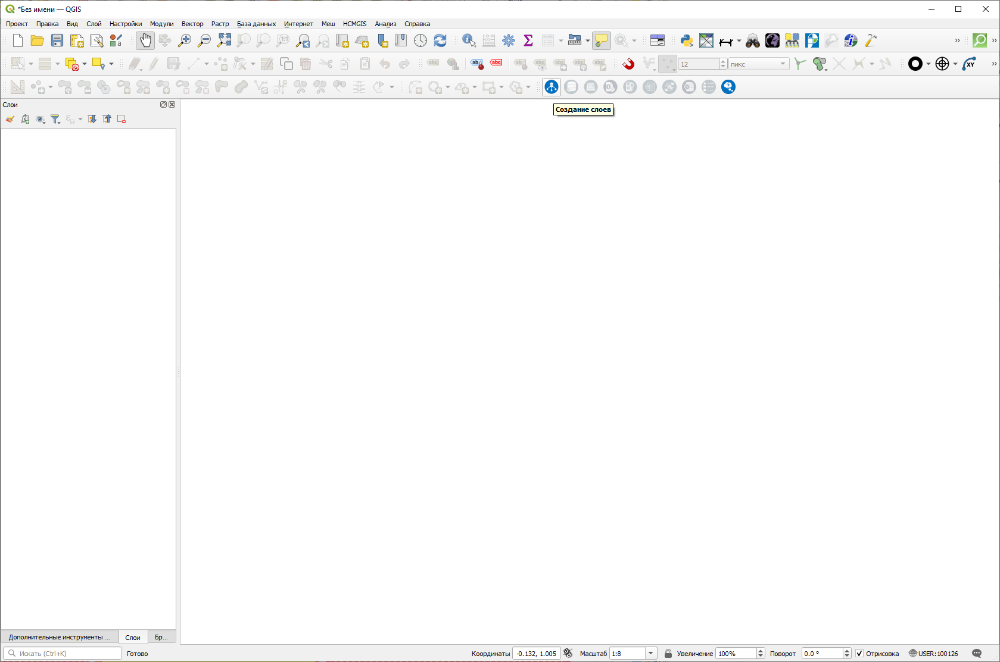 *Без имени — QGIS
Проект Правка Вид Слой Настройки Модули Вектор Растр База данных Интернет Меш HCMGIS Анализ Справка
12 пикс
Создание слоев
Слои
Дополнительные инструменты ... Слои Бр...
Искать (Ctrl+K) Готово Координаты -0.132, 1.005 Масштаб 1:8 Увеличение 100% Поворот 0.0 ° Отрисовка USER:100126